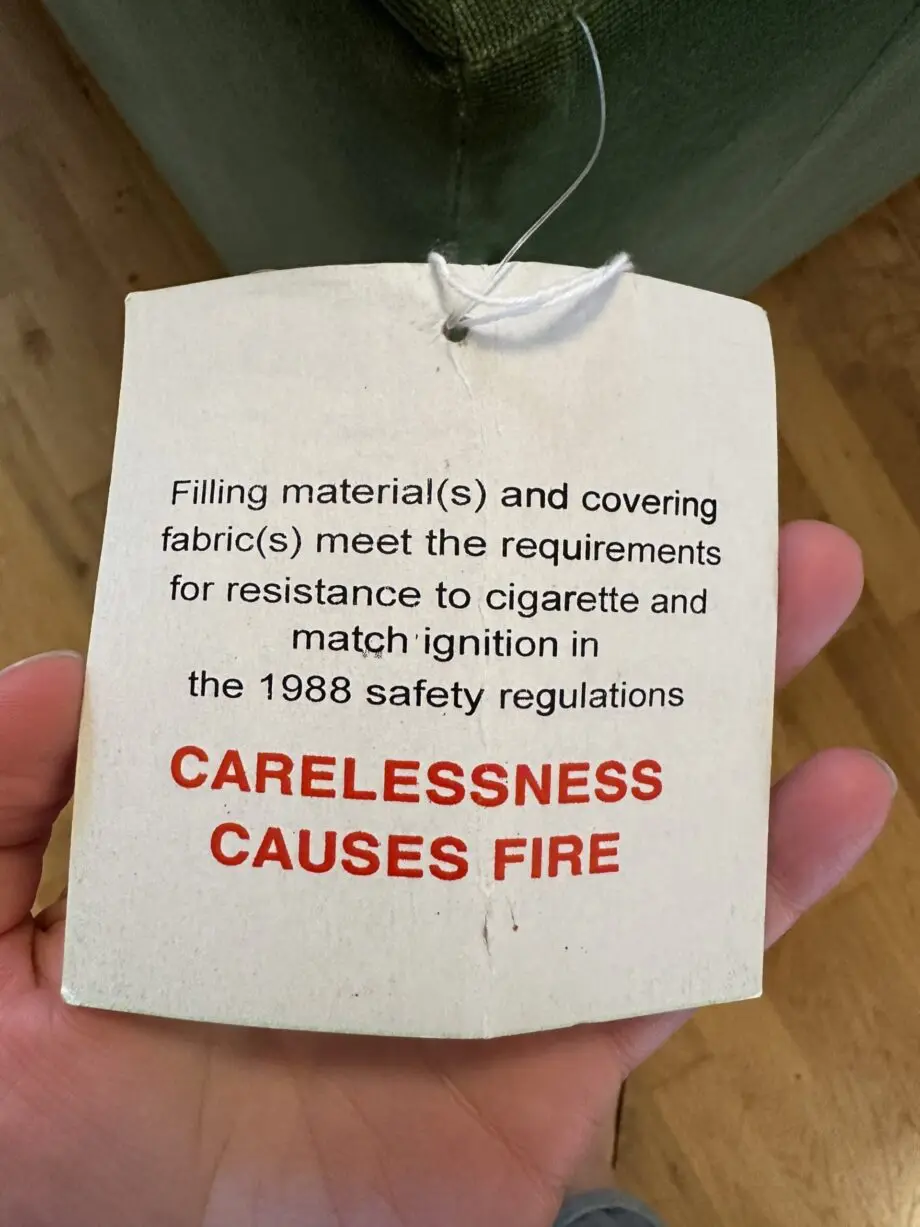 Filling material(s) and covering
fabric(s) meet the requirements
for resistance to cigarette and
match ignition in
the 1988 safety regulations
CARELESSNESS
CAUSES FIRE